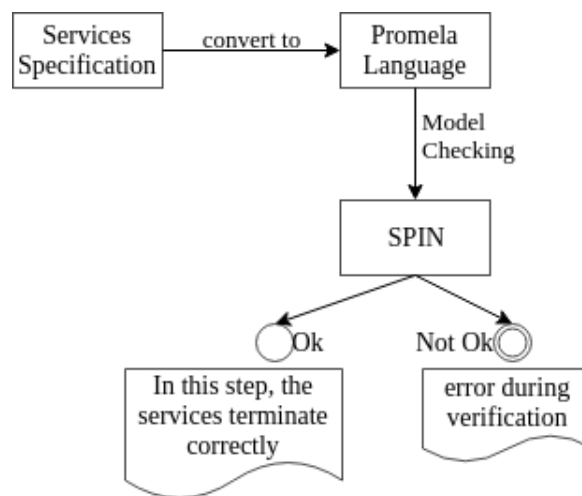 Services
Specification
convert to
Promela
Language
Model
Checking
SPIN
Ok
Not Ok
In this step, the
services terminate
correctly
error during
verification